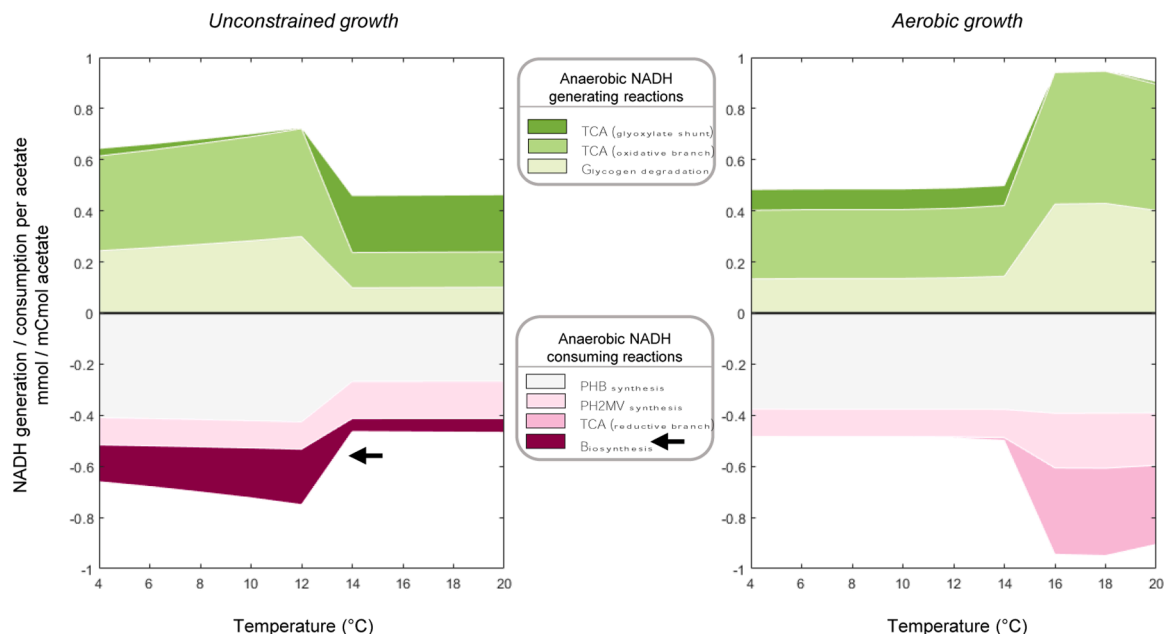 Unconstrained growth
Aerobic growth
NADH generation / consumption per acetate
mmol / mCmol acetate
1
0.8
0.6
0.4
0.2
0
-0.2
-0.4
-0.6
-0.8
-1
4 6 8 10 12 14 16 18 20
Temperature (°C)
Anaerobic NADH
generating reactions
TCA (glyoxylate shunt)
TCA (oxidative branch)
Glycogen degradation
Anaerobic NADH
consuming reactions
PHB synthesis
PH2MV synthesis
TCA (reductive branch)
Biosynthesis
1
0.8
0.6
0.4
0.2
0
-0.2
-0.4
-0.6
-0.8
-1
4 6 8 10 12 14 16 18 20
Temperature (°C)